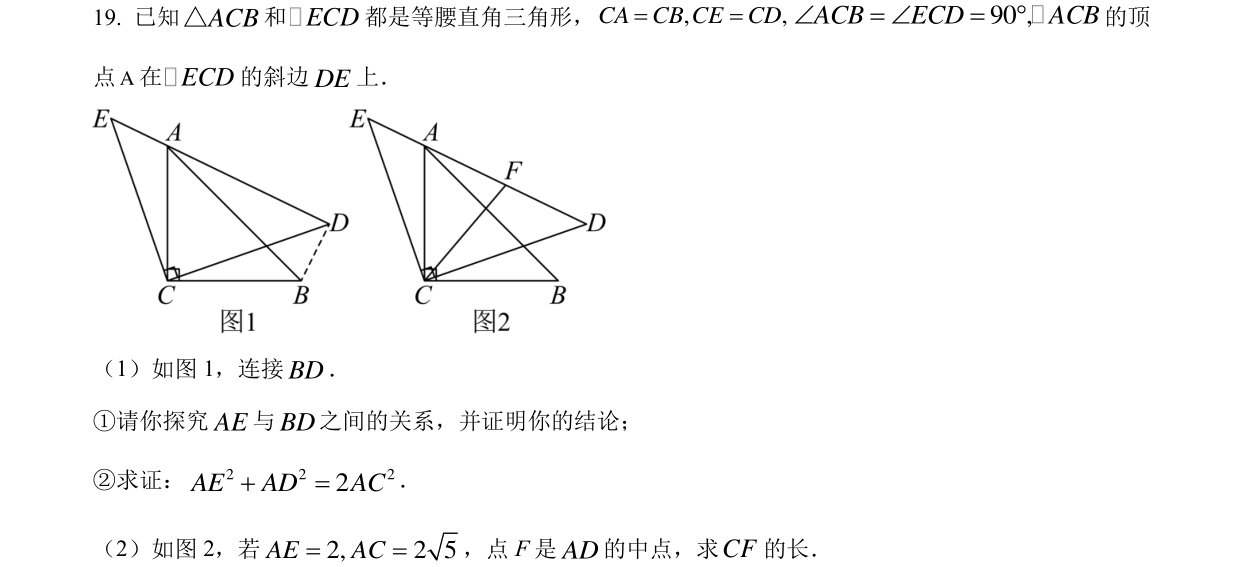 19. 已知△ACB和□ECD都是等腰直角三角形，CA=CB,CE=CD,∠ACB=∠ECD=90°,□ACB的顶
点A在□ECD的斜边DE上.
E A D C B 图1
E A F D C B 图2
（1）如图1，连接BD.
①请你探究AE与BD之间的关系，并证明你的结论；
②求证：AE²+AD²=2AC².
（2）如图2，若AE=2,AC=2√5，点F是AD的中点，求CF的长.